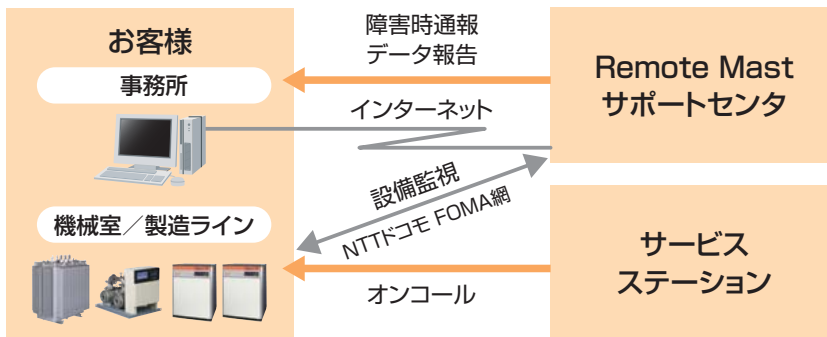 お客様
事務所
機械室／製造ライン
障害時通報
データ報告
インターネット
設備監視
NTTドコモ FOMA網
オンコール
Remote Mast
サポートセンタ
サービス
ステーション